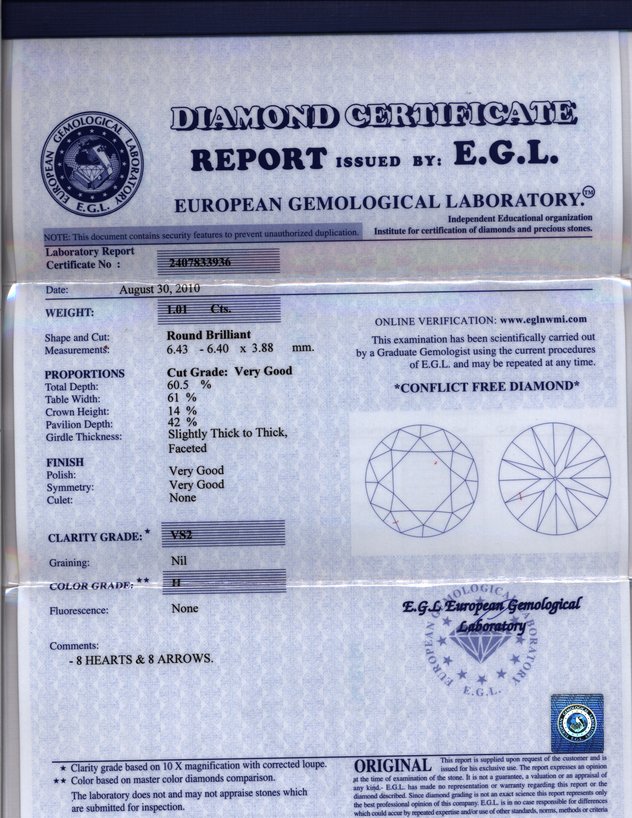 EUROPEAN GEMOLOGICAL LABORATORY
E.G.L.
DIAMOND CERTIFICATE
REPORT ISSUED BY: E.G.L.
EUROPEAN GEMOLOGICAL LABORATORY.™
Independent Educational organization
Institute for certification of diamonds and precious stones.
NOTE: This document contains security features to prevent unauthorized duplication.
Laboratory Report
Certificate No : 2407833936
Date: August 30, 2010
WEIGHT: 1.01 Cts.
Shape and Cut: Round Brilliant
Measurements: 6.43 - 6.40 x 3.88 mm.
PROPORTIONS Cut Grade: Very Good
Total Depth: 60.5 %
Table Width: 61 %
Crown Height: 14 %
Pavilion Depth: 42 %
Girdle Thickness: Slightly Thick to Thick,
Faceted
FINISH
Polish: Very Good
Symmetry: Very Good
Culet: None
CLARITY GRADE: * VS2
Graining: Nil
COLOR GRADE: ** H
Fluorescence: None
Comments:
- 8 HEARTS & 8 ARROWS.
ONLINE VERIFICATION: www.eglnwmi.com
This examination has been scientifically carried out
by a Graduate Gemologist using the current procedures
of E.G.L. and may be repeated at any time.
*CONFLICT FREE DIAMOND*
E.G.L European Gemological
Laboratory
EUROPEAN GEMOLOGICAL LABORATORY
E.G.L.
★ Clarity grade based on 10 X magnification with corrected loupe.
★★ Color based on master color diamonds comparison.
The laboratory does not and may not appraise stones which
are submitted for inspection.
ORIGINAL This report is supplied upon request of the customer and is
issued for his exclusive use. The report expresses an opinion
at the time of examination of the stone. It is not a guarantee, a valuation or an appraisal of
any kind.- E.G.L. has made no representation or warranty regarding this report or the
diamond described. Since diamond grading is not an exact science this report represents only
the best professional opinion of this company. E.G.L. is in no case responsible for differences
which could occur by repeated expertise and/or use of other standards, norms, methods or criteria